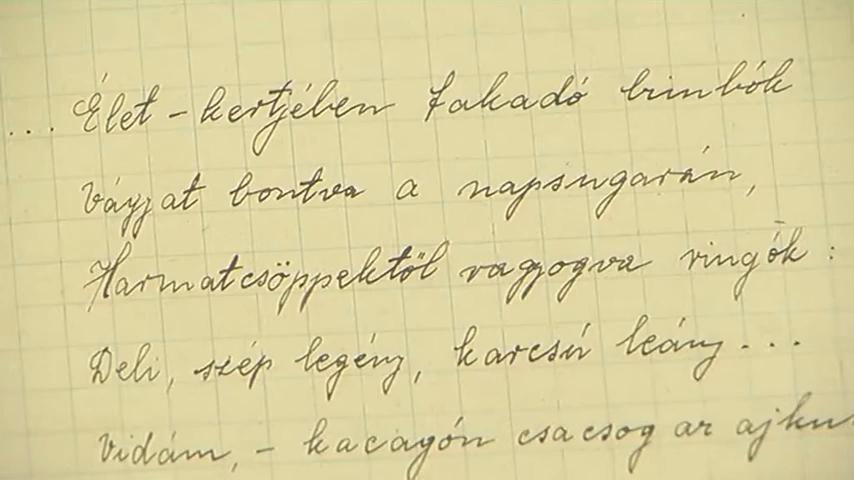 ... Élet - kertjében fakadó bimbók
Vágyat bontva a napsugarán,
Harmatcsöppektől ragyogva ringók :
Deli, szép legény, karcsú leány ...
Vidám, - kacagón csacsog az ajkuk